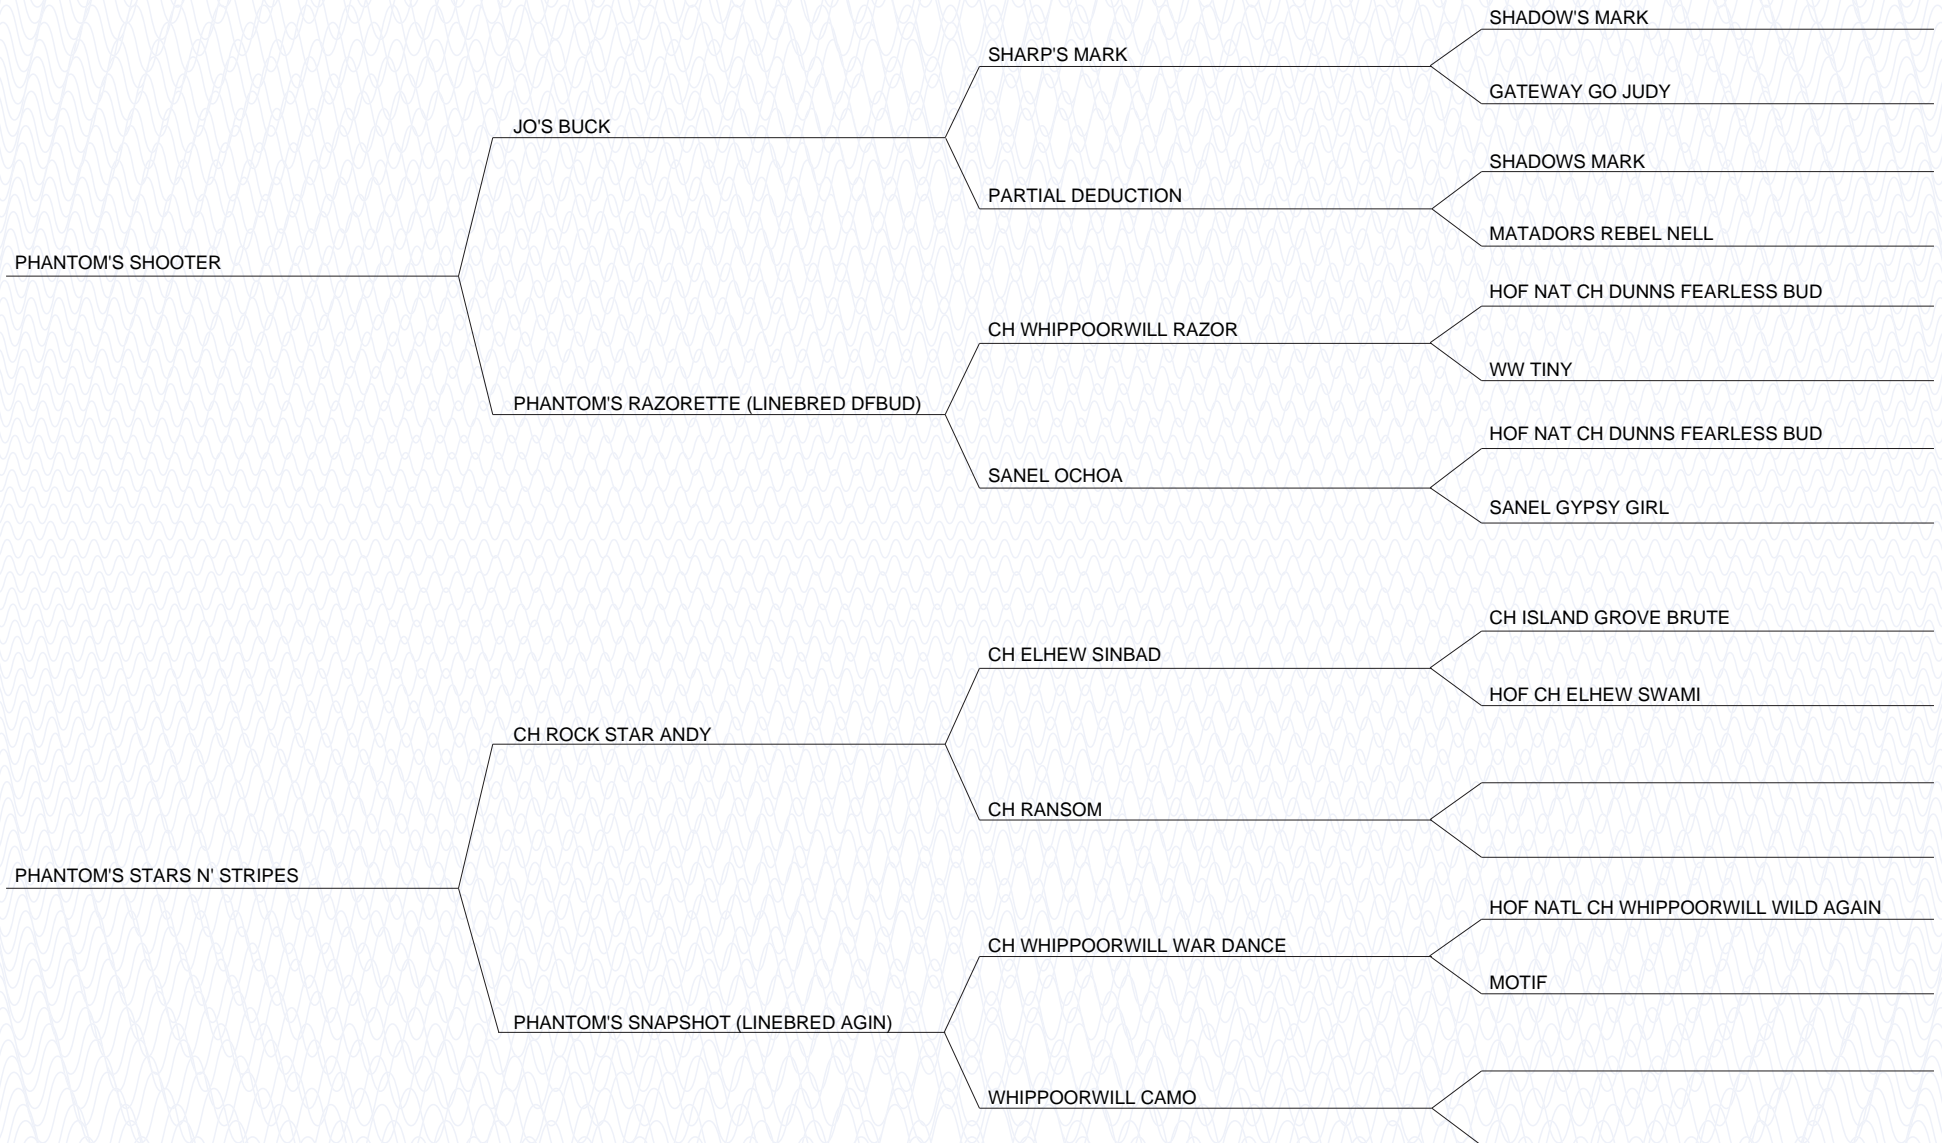 SHADOW'S MARK
SHARP'S MARK
GATEWAY GO JUDY
JO'S BUCK
SHADOWS MARK
PARTIAL DEDUCTION
MATADORS REBEL NELL
PHANTOM'S SHOOTER
HOF NAT CH DUNNS FEARLESS BUD
CH WHIPPOORWILL RAZOR
WW TINY
PHANTOM'S RAZORETTE (LINEBRED DFBUD)
HOF NAT CH DUNNS FEARLESS BUD
SANEL OCHOA
SANEL GYPSY GIRL
CH ISLAND GROVE BRUTE
CH ELHEW SINBAD
HOF CH ELHEW SWAMI
CH ROCK STAR ANDY
CH RANSOM
PHANTOM'S STARS N' STRIPES
HOF NATL CH WHIPPOORWILL WILD AGAIN
CH WHIPPOORWILL WAR DANCE
MOTIF
PHANTOM'S SNAPSHOT (LINEBRED AGIN)
WHIPPOORWILL CAMO